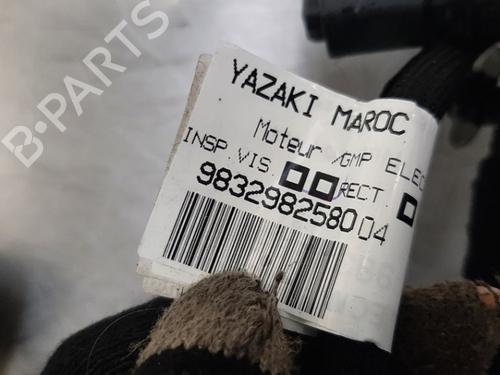 B-PARTS
YAZAKI MAROC
Moteur /GMP ELEC
INSP.VIS. RECT.
9832982580 04